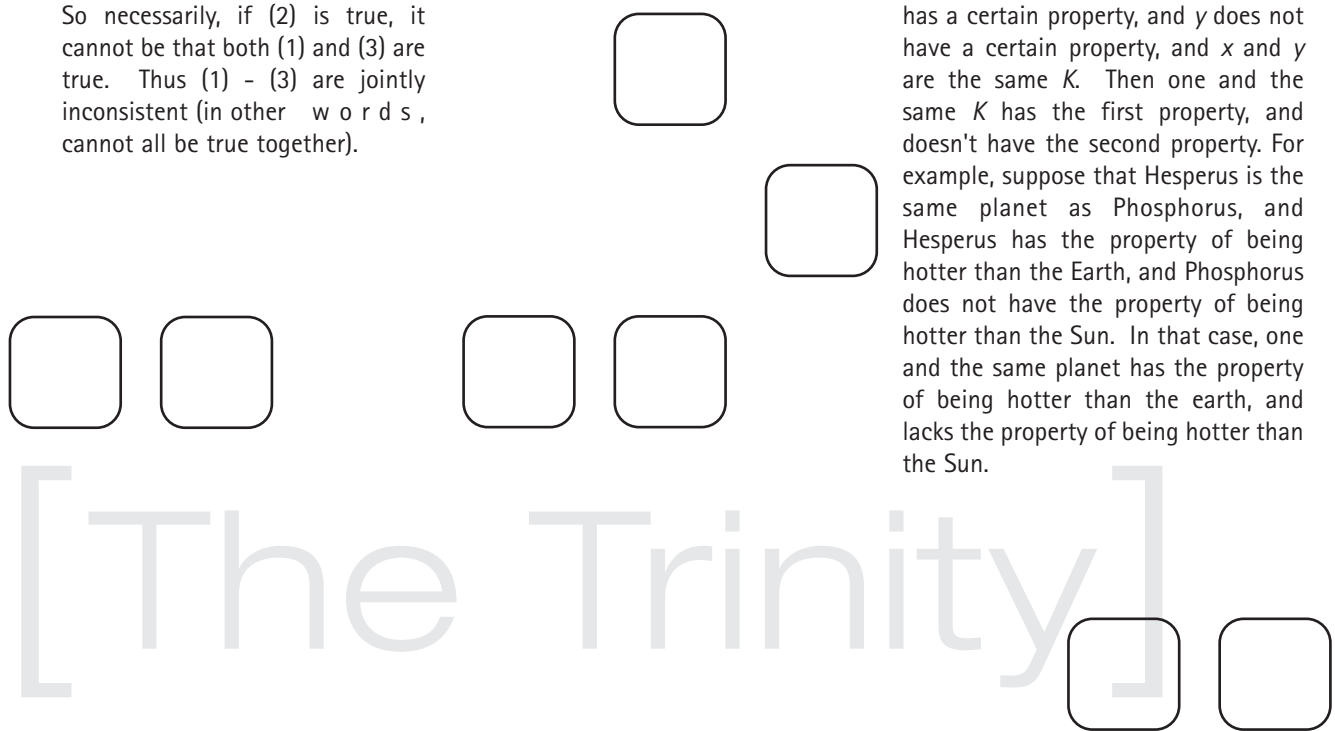 So necessarily, if (2) is true, it
cannot be that both (1) and (3) are
true. Thus (1) - (3) are jointly
inconsistent (in other w o r d s ,
cannot all be true together).
has a certain property, and y does not
have a certain property, and x and y
are the same K. Then one and the
same K has the first property, and
doesn't have the second property. For
example, suppose that Hesperus is the
same planet as Phosphorus, and
Hesperus has the property of being
hotter than the Earth, and Phosphorus
does not have the property of being
hotter than the Sun. In that case, one
and the same planet has the property
of being hotter than the earth, and
lacks the property of being hotter than
the Sun.
[The Trinity]